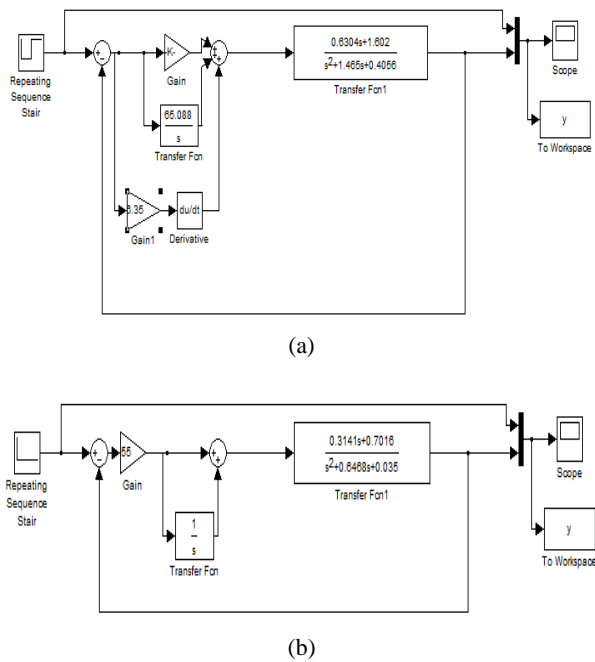 +
−
-K-
Gain
+
+
+
0.6304s+1.602
s²+1.465s+0.4056
Transfer Fcn1
Repeating
Sequence
Stair
Scope
65.088
s
Transfer Fcn
y
To Workspace
3.35
Gain1
du/dt
Derivative
(a)
+
−
55
Gain
+
+
0.3141s+0.7016
s²+0.6468s+0.035
Transfer Fcn1
Repeating
Sequence
Stair
Scope
1
s
Transfer Fcn
y
To Workspace
(b)